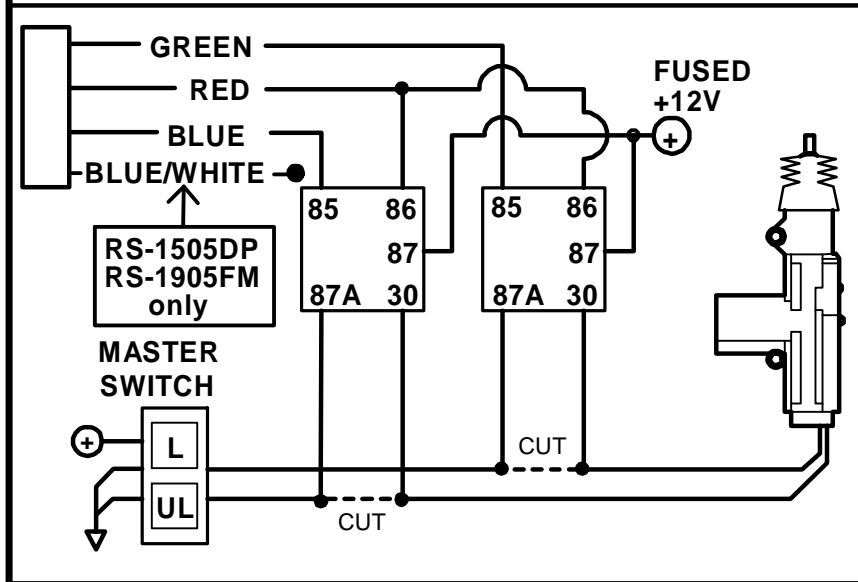 GREEN
RED
BLUE
BLUE/WHITE
FUSED
+12V
+
85 86
87
87A 30
85 86
87
87A 30
RS-1505DP
RS-1905FM
only
MASTER
SWITCH
+
L
UL
CUT
CUT